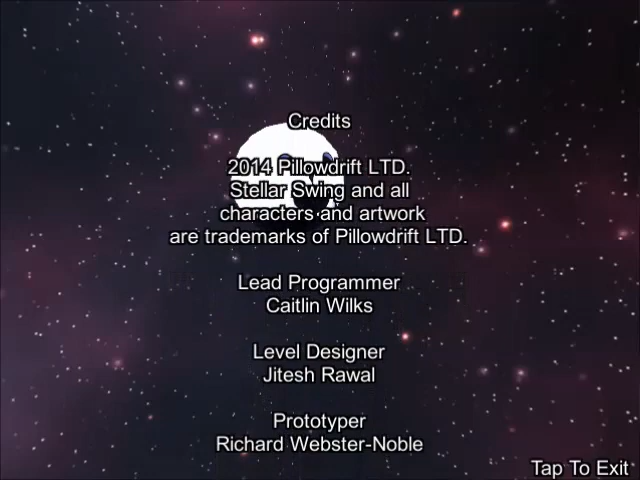 Credits
2014 Pillowdrift LTD.
Stellar Swing and all
characters and artwork
are trademarks of Pillowdrift LTD.
Lead Programmer
Caitlin Wilks
Level Designer
Jitesh Rawal
Prototyper
Richard Webster-Noble
Tap To Exit